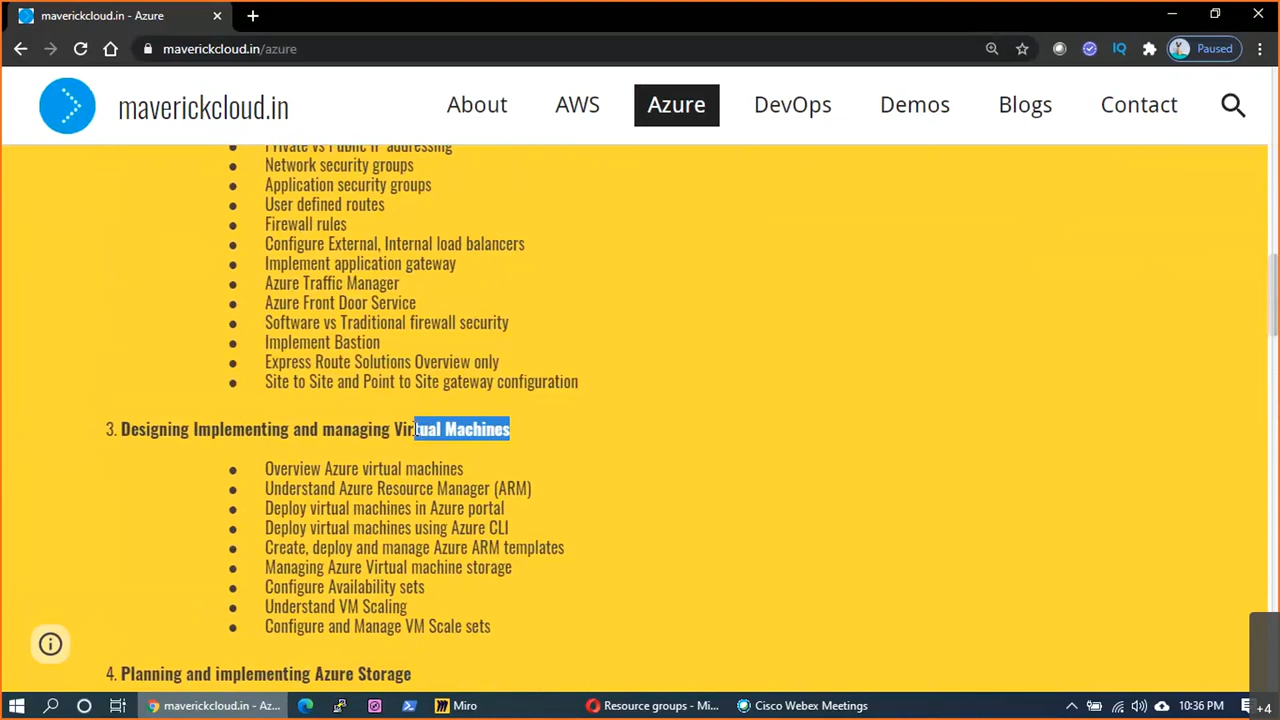 maverickcloud.in - Azure
maverickcloud.in/azure
IQ
Paused
maverickcloud.in
About
AWS
Azure
DevOps
Demos
Blogs
Contact
Private vs Public IP addressing
Network security groups
Application security groups
User defined routes
Firewall rules
Configure External, Internal load balancers
Implement application gateway
Azure Traffic Manager
Azure Front Door Service
Software vs Traditional firewall security
Implement Bastion
Express Route Solutions Overview only
Site to Site and Point to Site gateway configuration
3. Designing Implementing and managing Virtual Machines
Overview Azure virtual machines
Understand Azure Resource Manager (ARM)
Deploy virtual machines in Azure portal
Deploy virtual machines using Azure CLI
Create, deploy and manage Azure ARM templates
Managing Azure Virtual machine storage
Configure Availability sets
Understand VM Scaling
Configure and Manage VM Scale sets
4. Planning and implementing Azure Storage
maverickcloud.in - Az...
Miro
Resource groups - Mi...
Cisco Webex Meetings
10:36 PM
+4